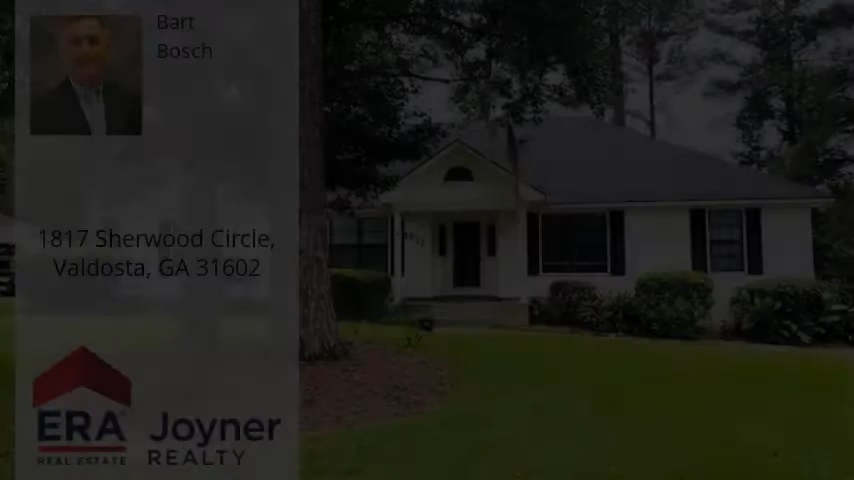 Bart
Bosch
1817 Sherwood Circle,
Valdosta, GA 31602
ERA
REAL ESTATE
Joyner
REALTY